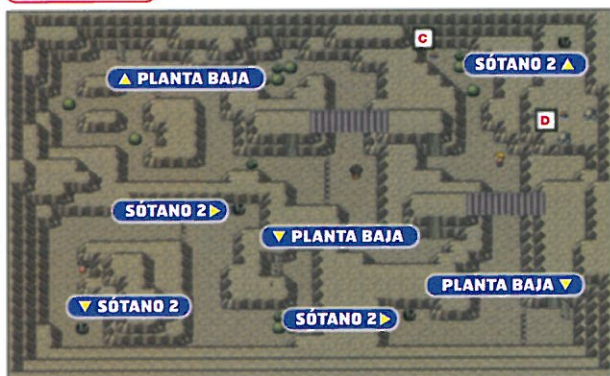 C
SÓTANO 2 ▲
▲ PLANTA BAJA
D
SÓTANO 2 ▶
▼ PLANTA BAJA
PLANTA BAJA ▼
▼ SÓTANO 2
SÓTANO 2 ▶